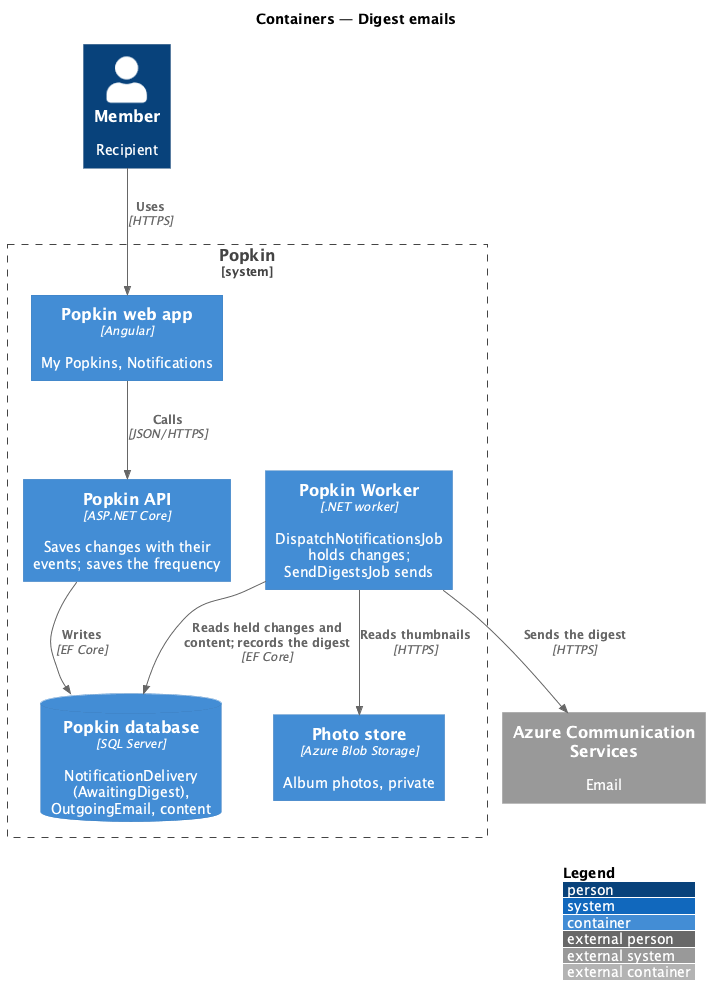 Containers — Digest emails
Member
Recipient
Uses
[HTTPS]
Popkin
[system]
Popkin web app
[Angular]
My Popkins, Notifications
Calls
[JSON/HTTPS]
Popkin API
[ASP.NET Core]
Saves changes with their
events; saves the frequency
Popkin Worker
[.NET worker]
DispatchNotificationsJob
holds changes;
SendDigestsJob sends
Writes
[EF Core]
Reads held changes and
content; records the digest
[EF Core]
Reads thumbnails
[HTTPS]
Sends the digest
[HTTPS]
Popkin database
[SQL Server]
NotificationDelivery
(AwaitingDigest),
OutgoingEmail, content
Photo store
[Azure Blob Storage]
Album photos, private
Azure Communication
Services
Email
Legend
person
system
container
external person
external system
external container